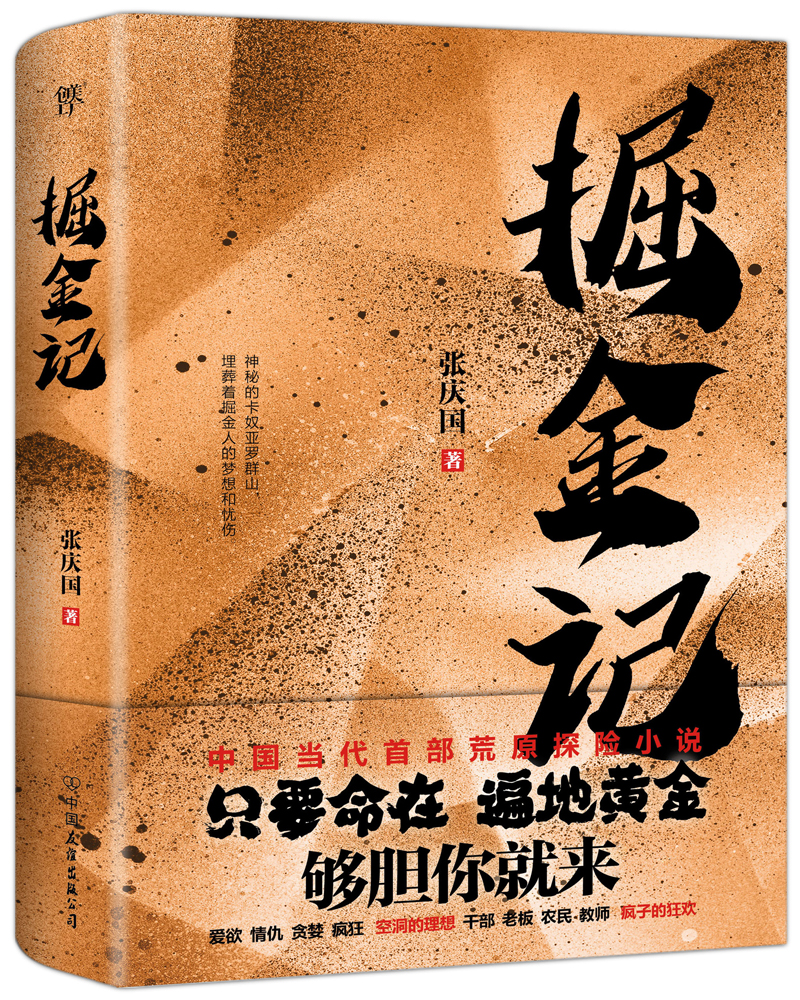 创美
掘金记
张庆国 著
中国友谊出版公司
掘金记
张庆国 著
神秘的卡奴亚罗群山，
埋葬着掘金人的梦想和忧伤。
中国当代首部荒原探险小说
只要命在 遍地黄金
够胆你就来
爱欲 情仇 贪婪 疯狂 空洞的理想 干部 老板 农民 教师 疯子的狂欢